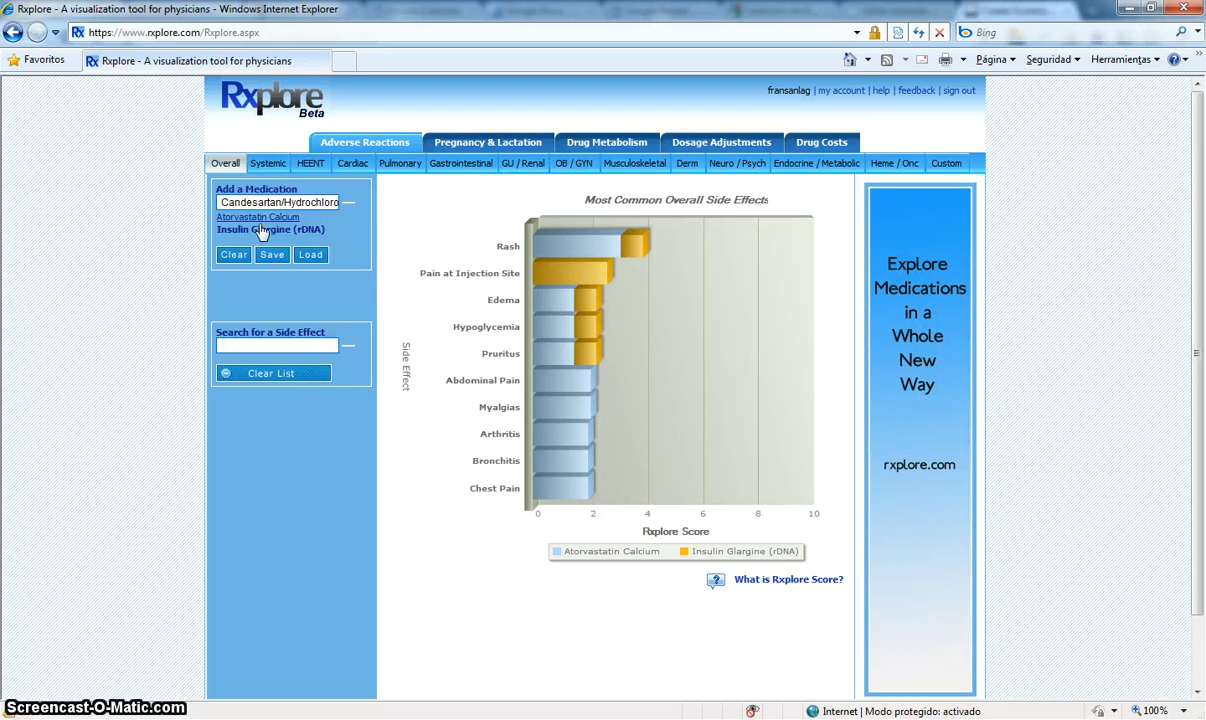 Rxplore - A visualization tool for physicians - Windows Internet Explorer
https://www.rxplore.com/Rxplore.aspx
Bing
Favoritos
Rxplore - A visualization tool for physicians
Página
Seguridad
Herramientas
Rxplore
Beta
fransanlag | my account | help | feedback | sign out
Adverse Reactions
Pregnancy & Lactation
Drug Metabolism
Dosage Adjustments
Drug Costs
Overall
Systemic
HEENT
Cardiac
Pulmonary
Gastrointestinal
GU / Renal
OB / GYN
Musculoskeletal
Derm
Neuro / Psych
Endocrine / Metabolic
Heme / Onc
Custom
Add a Medication
Candesartan/Hydrochloro
Atorvastatin Calcium
Insulin Glargine (rDNA)
Clear
Save
Load
Search for a Side Effect
Clear List
Most Common Overall Side Effects
Side Effect
Rash
Pain at Injection Site
Edema
Hypoglycemia
Pruritus
Abdominal Pain
Myalgias
Arthritis
Bronchitis
Chest Pain
0 2 4 6 8 10
Rxplore Score
Atorvastatin Calcium
Insulin Glargine (rDNA)
What is Rxplore Score?
Explore
Medications
in a
Whole
New
Way
rxplore.com
Screencast-O-Matic.com
Internet | Modo protegido: activado
100%